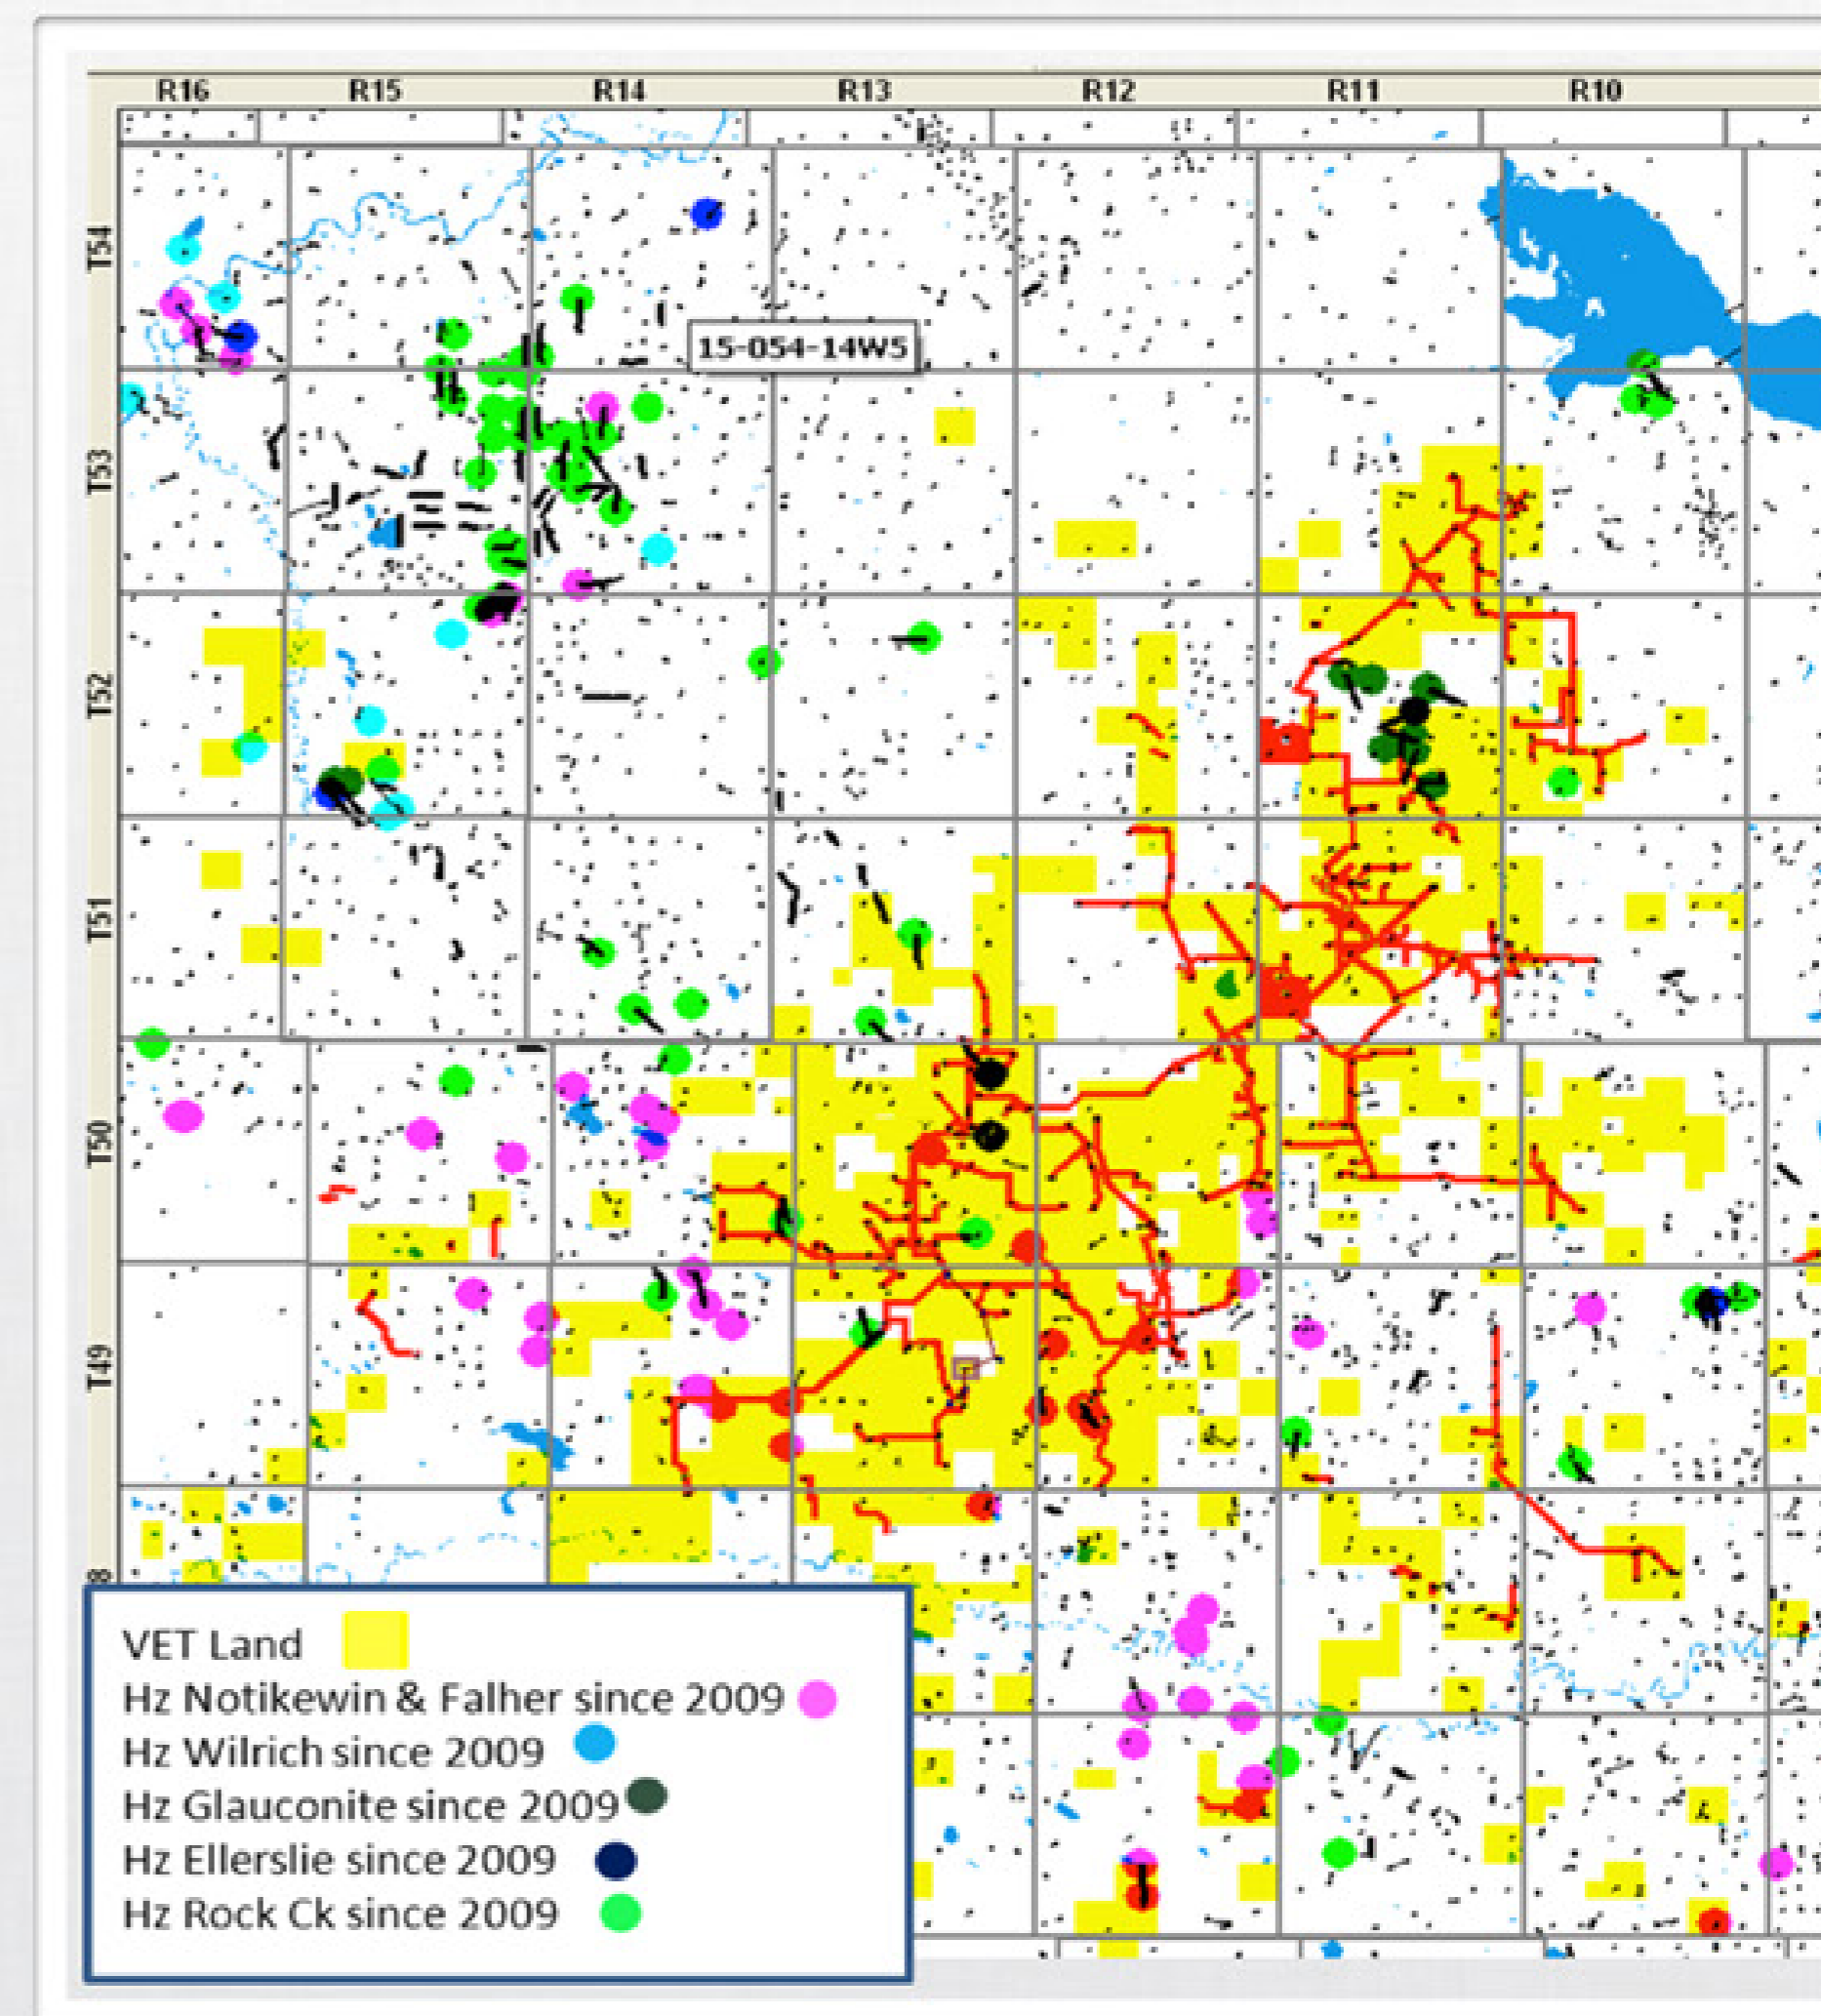 R16 R15 R14 R13 R12 R11 R10
T54
15-054-14W5
T53
T52
T51
T50
T49
8
VET Land
Hz Notikewin & Falher since 2009
Hz Wilrich since 2009
Hz Glauconite since 2009
Hz Ellerslie since 2009
Hz Rock Ck since 2009